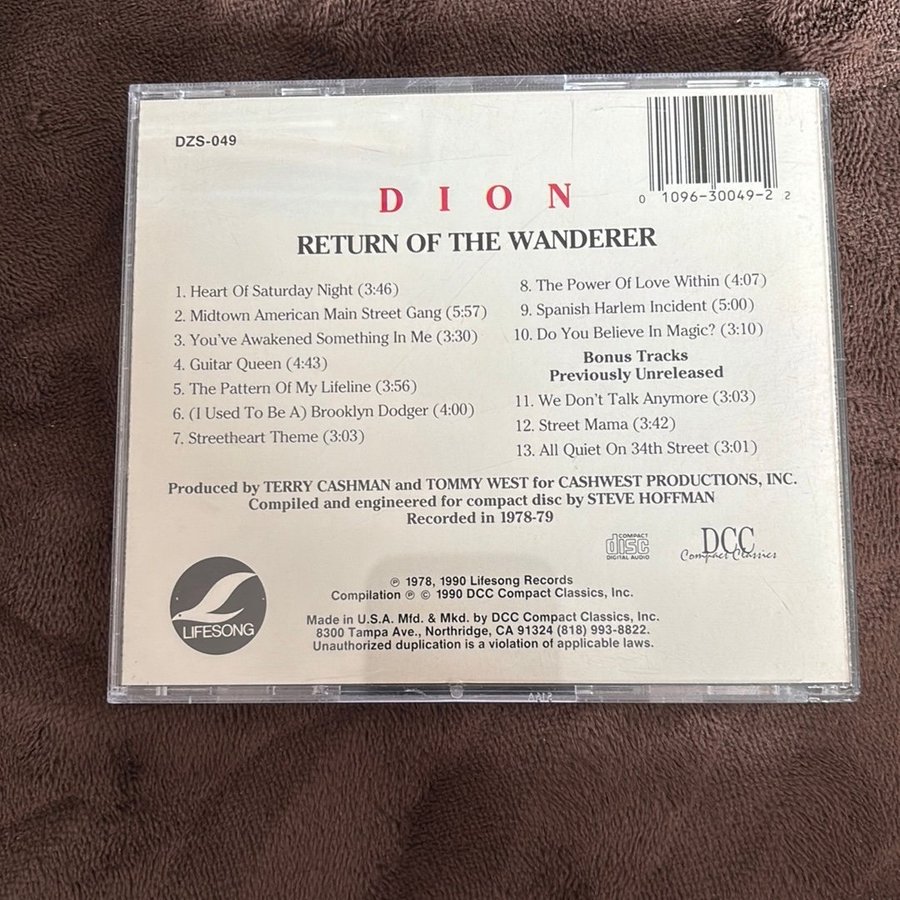 DZS-049
0 1096-30049-2 2
DION
RETURN OF THE WANDERER
1. Heart Of Saturday Night (3:46)
2. Midtown American Main Street Gang (5:57)
3. You've Awakened Something In Me (3:30)
4. Guitar Queen (4:43)
5. The Pattern Of My Lifeline (3:56)
6. (I Used To Be A) Brooklyn Dodger (4:00)
7. Streetheart Theme (3:03)
8. The Power Of Love Within (4:07)
9. Spanish Harlem Incident (5:00)
10. Do You Believe In Magic? (3:10)
Bonus Tracks
Previously Unreleased
11. We Don't Talk Anymore (3:03)
12. Street Mama (3:42)
13. All Quiet On 34th Street (3:01)
Produced by TERRY CASHMAN and TOMMY WEST for CASHWEST PRODUCTIONS, INC.
Compiled and engineered for compact disc by STEVE HOFFMAN
Recorded in 1978-79
COMPACT
disc
DIGITAL AUDIO
DCC
Compact Classics
℗ 1978, 1990 Lifesong Records
Compilation ℗ © 1990 DCC Compact Classics, Inc.
LIFESONG
Made in U.S.A. Mfd. & Mkd. by DCC Compact Classics, Inc.
8300 Tampa Ave., Northridge, CA 91324 (818) 993-8822.
Unauthorized duplication is a violation of applicable laws.